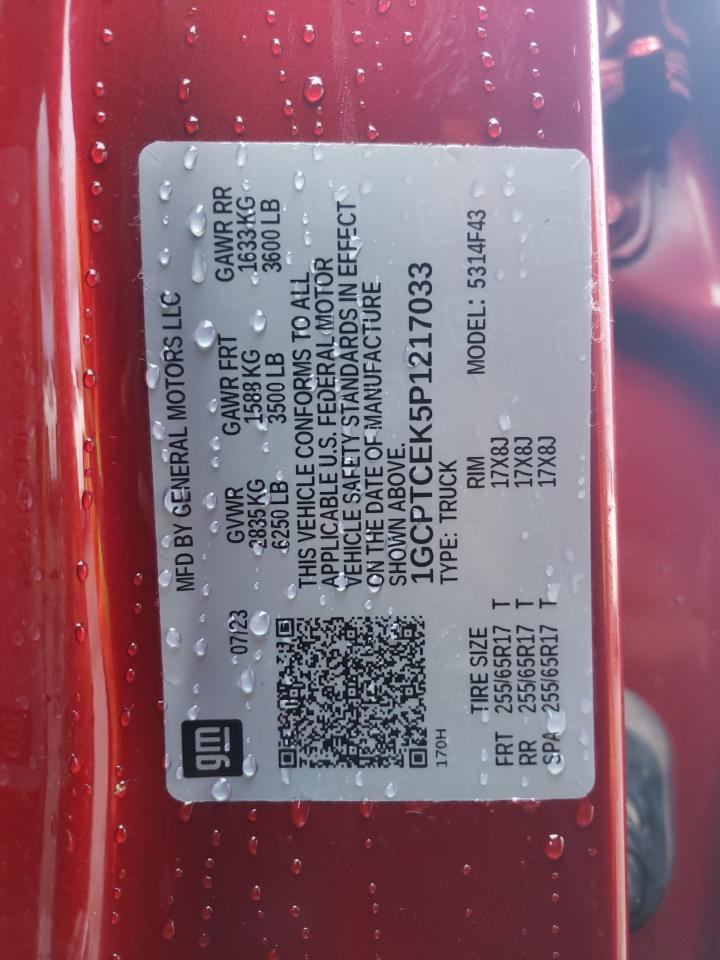 gm
MFD BY GENERAL MOTORS LLC
07/23
GVWR GAWR FRT GAWR RR
2835 KG 1588 KG 1633 KG
6250 LB 3500 LB 3600 LB
THIS VEHICLE CONFORMS TO ALL
APPLICABLE U.S. FEDERAL MOTOR
VEHICLE SAFETY STANDARDS IN EFFECT
ON THE DATE OF MANUFACTURE
SHOWN ABOVE.
1GCPTCEK5P1217033
TYPE: TRUCK
170H
MODEL: 5314F43
TIRE SIZE RIM
FRT 255/65R17 T 17X8J
RR 255/65R17 T 17X8J
SPA 255/65R17 T 17X8J